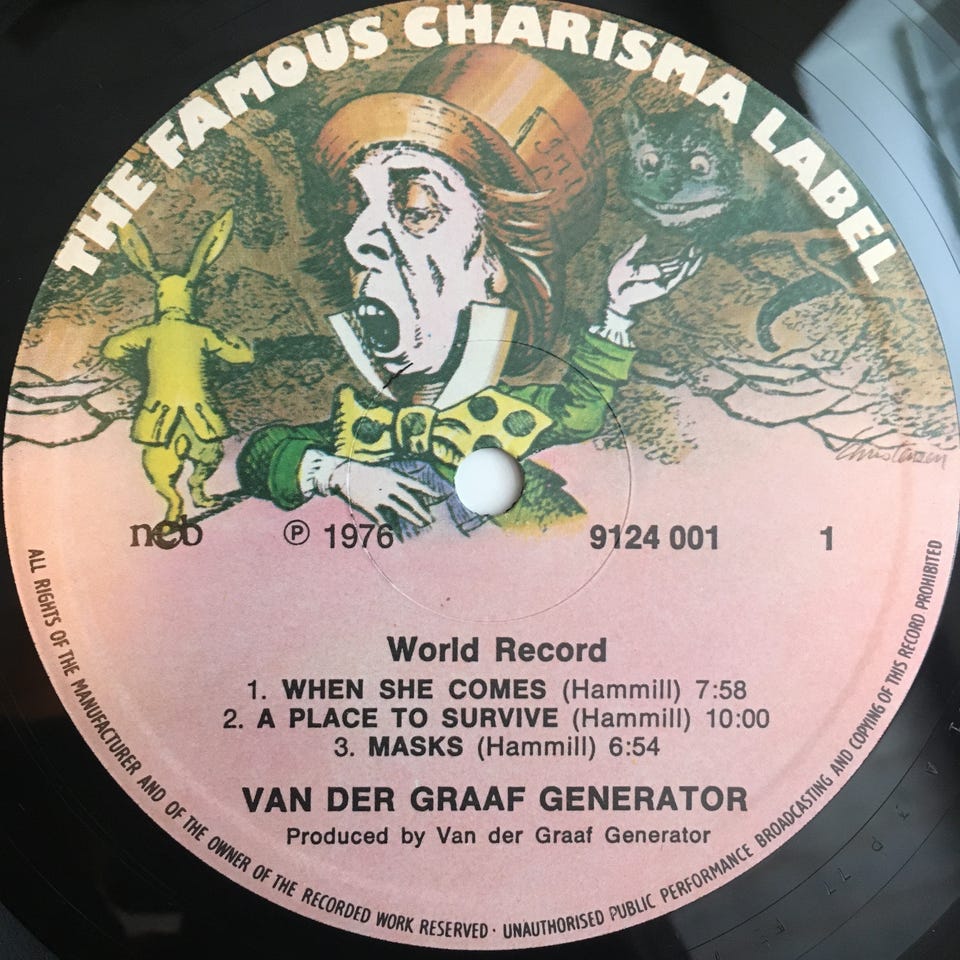 THE FAMOUS CHARISMA LABEL
Christensen
ncb ℗ 1976 9124 001 1
World Record
1. WHEN SHE COMES (Hammill) 7:58
2. A PLACE TO SURVIVE (Hammill) 10:00
3. MASKS (Hammill) 6:54
VAN DER GRAAF GENERATOR
Produced by Van der Graaf Generator
ALL RIGHTS OF THE MANUFACTURER AND OF THE OWNER OF THE RECORDED WORK RESERVED · UNAUTHORISED PUBLIC PERFORMANCE BROADCASTING AND COPYING OF THIS RECORD PROHIBITED